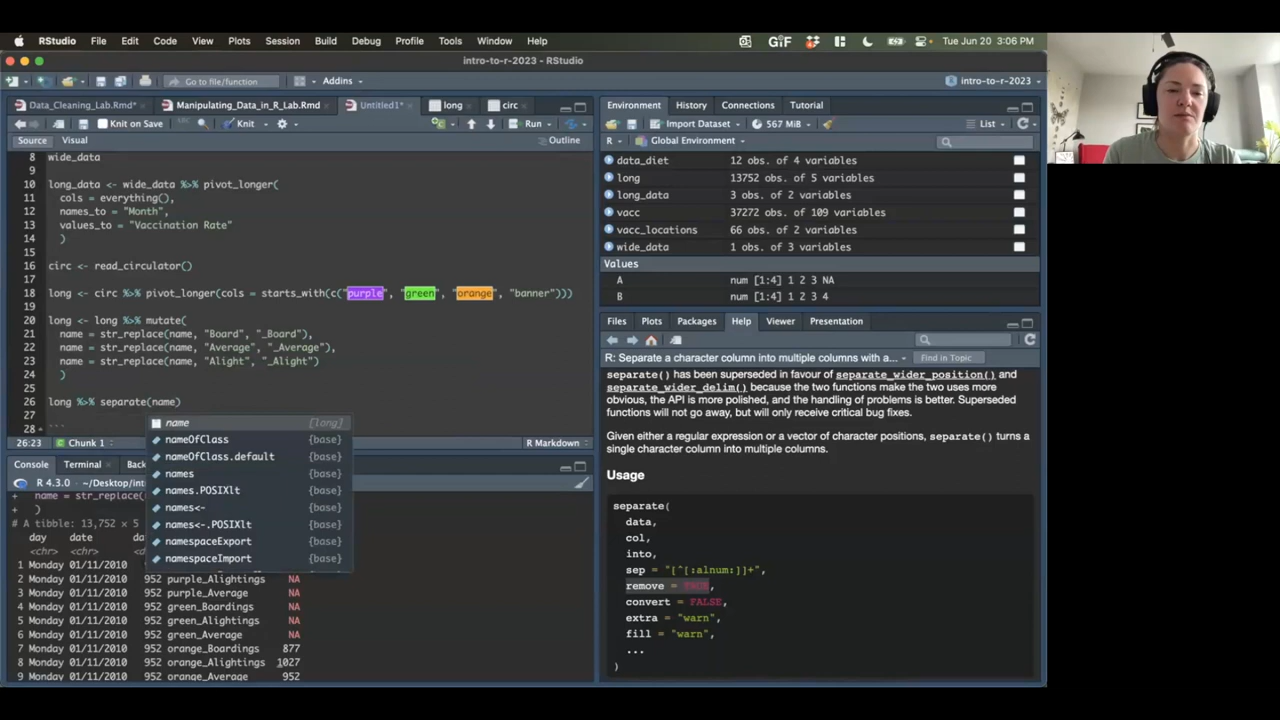 RStudio File Edit Code View Plots Session Build Debug Profile Tools Window Help GiF Tue Jun 20 3:06 PM
intro-to-r-2023 - RStudio
Go to file/function Addins intro-to-r-2023
Data_Cleaning_Lab.Rmd* Manipulating_Data_in_R_Lab.Rmd Untitled1* long circ
Knit on Save Knit Run
Source Visual Outline
8 wide_data
9
10 long_data <- wide_data %>% pivot_longer(
11 cols = everything(),
12 names_to = "Month",
13 values_to = "Vaccination Rate"
14 )
15
16 circ <- read_circulator()
17
18 long <- circ %>% pivot_longer(cols = starts_with(c("purple", "green", "orange", "banner")))
19
20 long <- long %>% mutate(
21 name = str_replace(name, "Board", "_Board"),
22 name = str_replace(name, "Average", "_Average"),
23 name = str_replace(name, "Alight", "_Alight")
24 )
25
26 long %>% separate(name)
27
28 ```
name [long]
nameOfClass {base}
nameOfClass.default {base}
names {base}
names.POSIXlt {base}
names<- {base}
names<-.POSIXlt {base}
namespaceExport {base}
namespaceImport {base}
26:23 Chunk 1 R Markdown
Console Terminal Back
R 4.3.0 · ~/Desktop/int
+ name = str_replace(
+ )
# A tibble: 13,752 × 5
day date da
<chr> <chr>
1 Monday 01/11/2010
2 Monday 01/11/2010 952 purple_Alightings NA
3 Monday 01/11/2010 952 purple_Average NA
4 Monday 01/11/2010 952 green_Boardings NA
5 Monday 01/11/2010 952 green_Alightings NA
6 Monday 01/11/2010 952 green_Average NA
7 Monday 01/11/2010 952 orange_Boardings 877
8 Monday 01/11/2010 952 orange_Alightings 1027
9 Monday 01/11/2010 952 orange_Average 952
Environment History Connections Tutorial
Import Dataset 567 MiB List
R Global Environment
data_diet 12 obs. of 4 variables
long 13752 obs. of 5 variables
long_data 3 obs. of 2 variables
vacc 37272 obs. of 109 variables
vacc_locations 66 obs. of 2 variables
wide_data 1 obs. of 3 variables
Values
A num [1:4] 1 2 3 NA
B num [1:4] 1 2 3 4
Files Plots Packages Help Viewer Presentation
R: Separate a character column into multiple columns with a... Find in Topic
separate() has been superseded in favour of separate_wider_position() and
separate_wider_delim() because the two functions make the two uses more
obvious, the API is more polished, and the handling of problems is better. Superseded
functions will not go away, but will only receive critical bug fixes.
Given either a regular expression or a vector of character positions, separate() turns a
single character column into multiple columns.
Usage
separate(
data,
col,
into,
sep = "[^[:alnum:]]+",
remove = TRUE,
convert = FALSE,
extra = "warn",
fill = "warn",
...
)